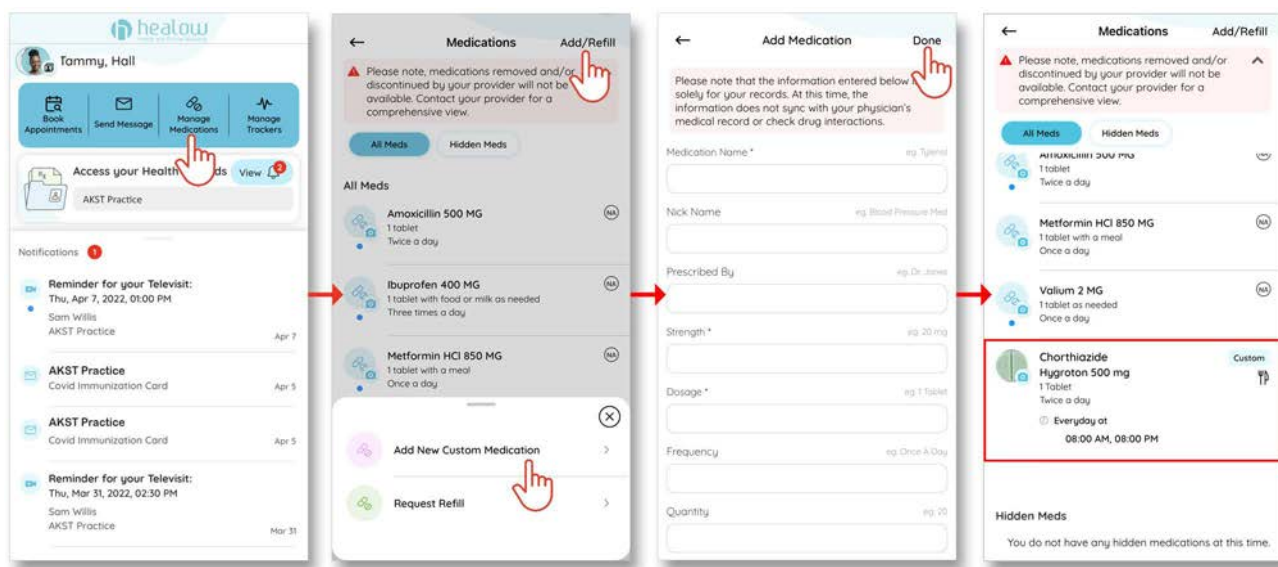 healow
Tammy, Hall
Book
Appointments
Send Message
Manage
Medications
Manage
Trackers
Access your Health ds
View
2
AKST Practice
Notifications 1
Reminder for your Televisit:
Thu, Apr 7, 2022, 01:00 PM
Sam Willis
AKST Practice
Apr 7
AKST Practice
Covid Immunization Card
Apr 5
AKST Practice
Covid Immunization Card
Apr 5
Reminder for your Televisit:
Thu, Mar 31, 2022, 02:30 PM
Sam Willis
AKST Practice
Mar 31
Medications
Add/Refill
Please note, medications removed and/or
discontinued by your provider will not be
available. Contact your provider for a
comprehensive view.
All Meds
Hidden Meds
All Meds
Amoxicillin 500 MG
NA
1 tablet
Twice a day
Ibuprofen 400 MG
NA
1 tablet with food or milk as needed
Three times a day
Metformin HCl 850 MG
NA
1 tablet with a meal
Once a day
Add New Custom Medication
Request Refill
Add Medication
Done
Please note that the information entered below
solely for your records. At this time, the
information does not sync with your physician's
medical record or check drug interactions.
Medication Name *
eg. Tylenol
Nick Name
eg. Blood Pressure Med
Prescribed By
eg. Dr. Jones
Strength *
eg. 20 mg
Dosage *
eg. 1 Tablet
Frequency
eg. Once A Day
Quantity
eg. 20
Medications
Add/Refill
Please note, medications removed and/or
discontinued by your provider will not be
available. Contact your provider for a
comprehensive view.
All Meds
Hidden Meds
Amoxicillin 500 MG
1 tablet
Twice a day
Metformin HCl 850 MG
NA
1 tablet with a meal
Once a day
Valium 2 MG
NA
1 tablet as needed
Once a day
Chorthiazide
Custom
Hygroton 500 mg
1 Tablet
Twice a day
Everyday at
08:00 AM, 08:00 PM
Hidden Meds
You do not have any hidden medications at this time.